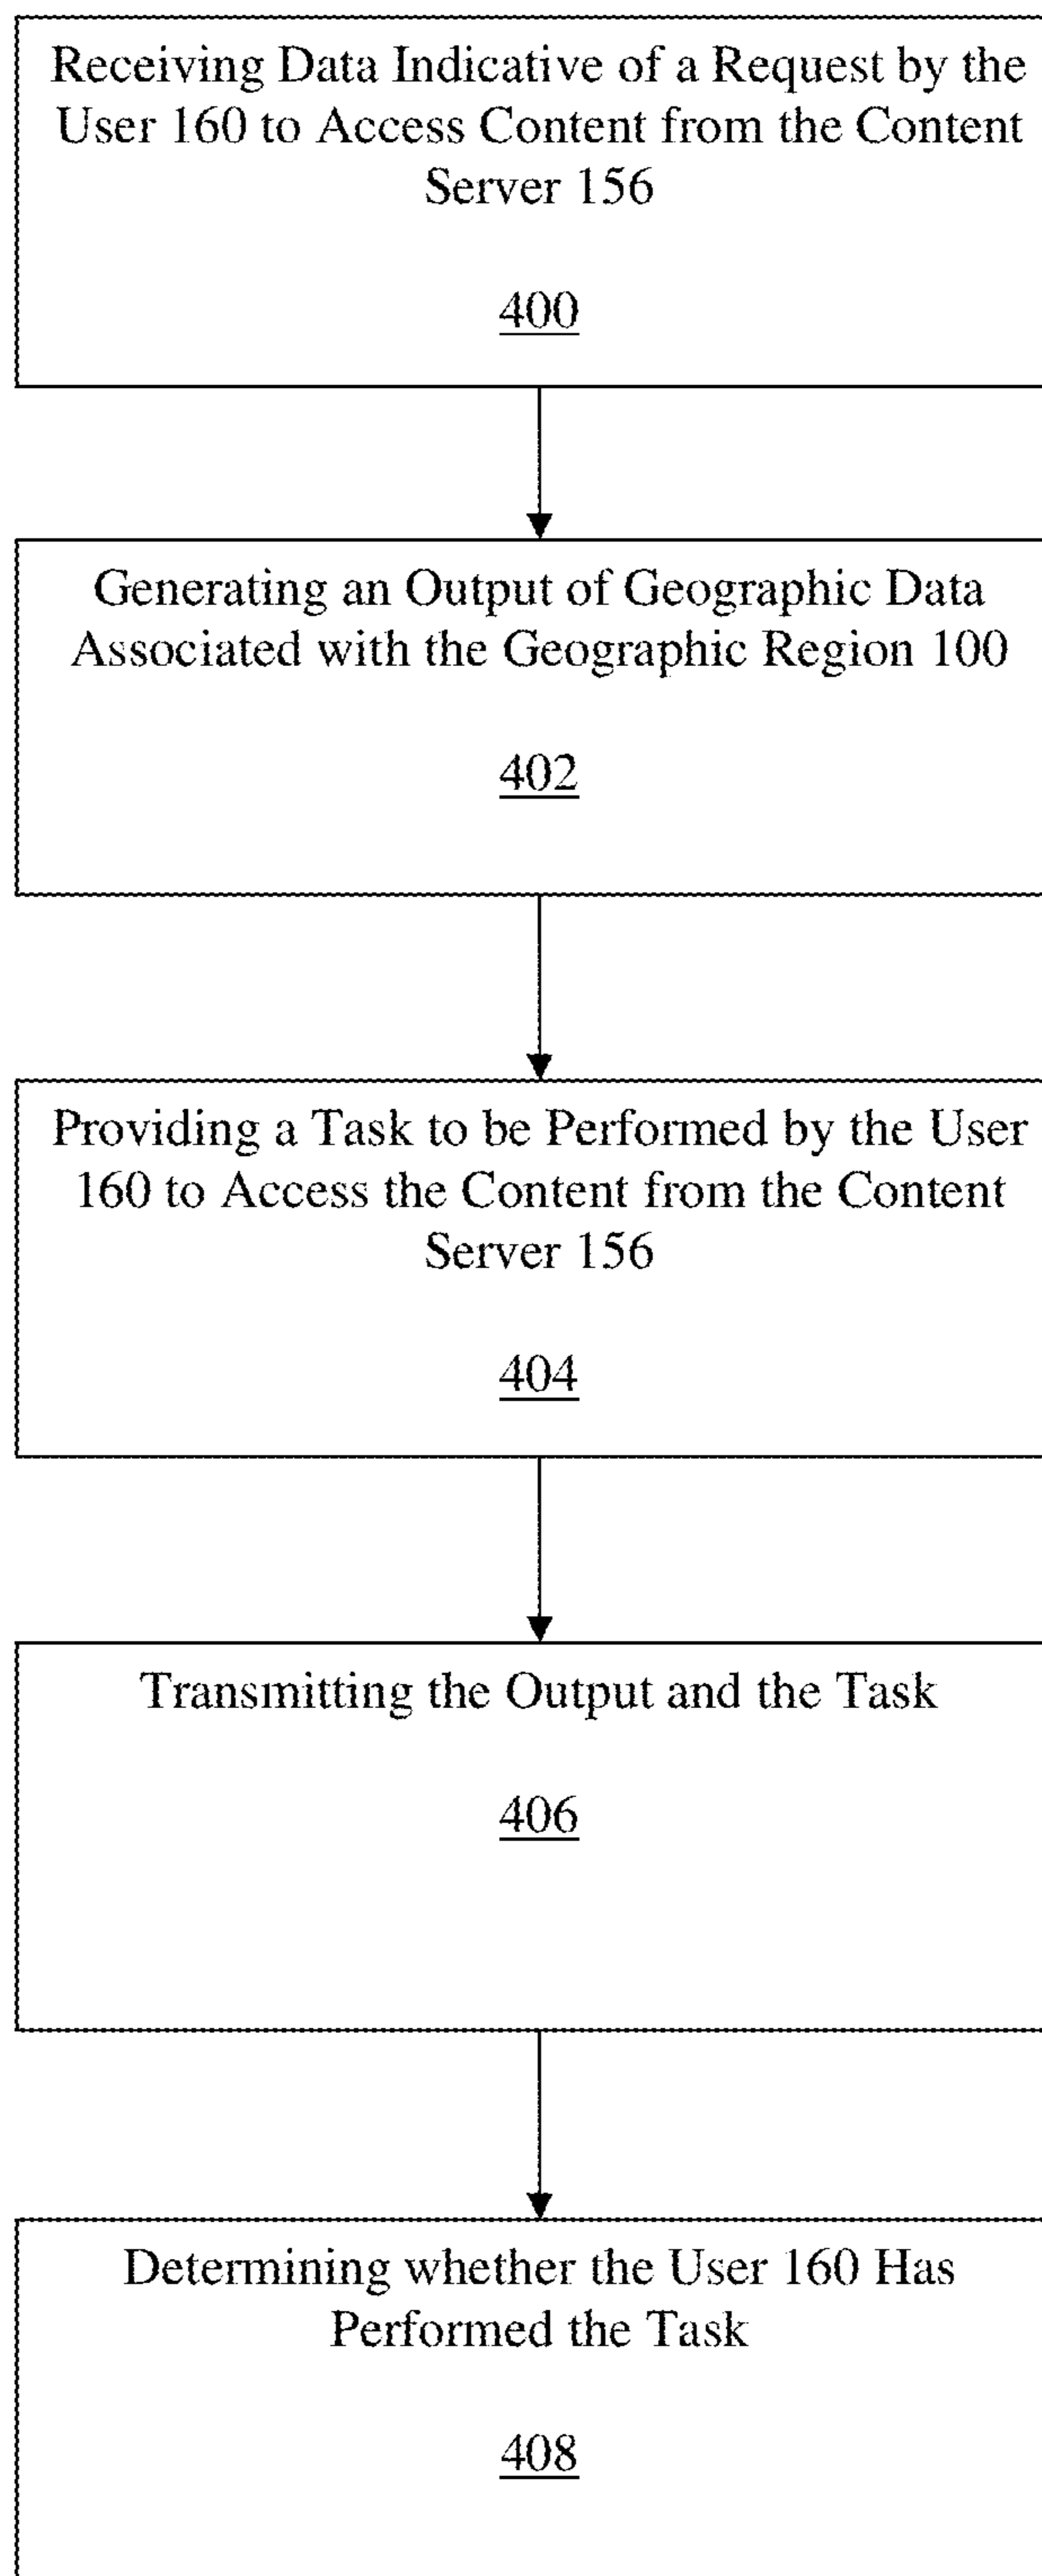 Receiving Data Indicative of a Request by the
User 160 to Access Content from the Content
Server 156
400
Generating an Output of Geographic Data
Associated with the Geographic Region 100
402
Providing a Task to be Performed by the User
160 to Access the Content from the Content
Server 156
404
Transmitting the Output and the Task
406
Determining whether the User 160 Has
Performed the Task
408